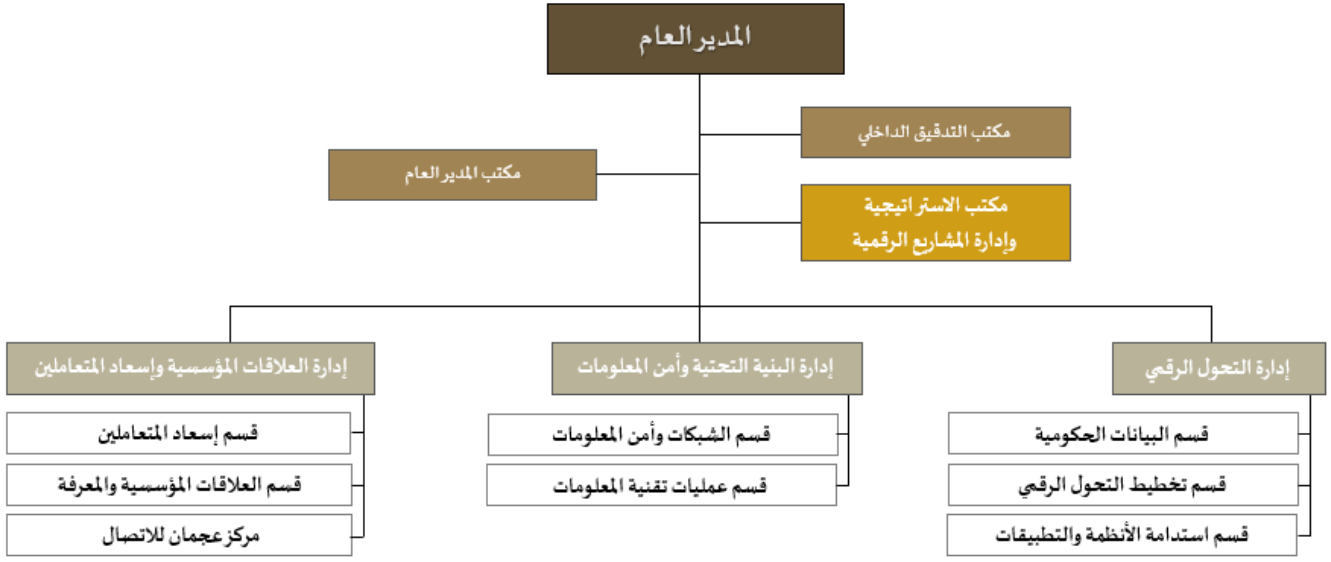 المدير العام
مكتب التدقيق الداخلي
مكتب المدير العام
مكتب الاستراتيجية
وإدارة المشاريع الرقمية
إدارة التحول الرقمي
قسم البيانات الحكومية
قسم تخطيط التحول الرقمي
قسم استدامة الأنظمة والتطبيقات
إدارة البنية التحتية وأمن المعلومات
قسم الشبكات وأمن المعلومات
قسم عمليات تقنية المعلومات
إدارة العلاقات المؤسسية وإسعاد المتعاملين
قسم إسعاد المتعاملين
قسم العلاقات المؤسسية والمعرفة
مركز عجمان للاتصال